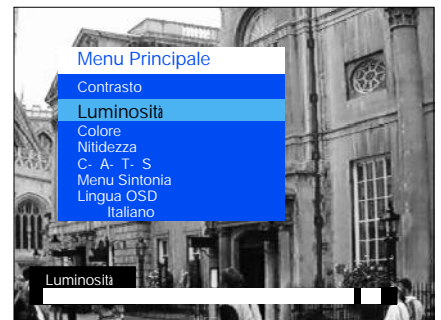 Menu Principale
Contrasto
Luminosità
Colore
Nitidezza
C- A- T- S
Menu Sintonia
Lingua OSD
Italiano
Luminosità